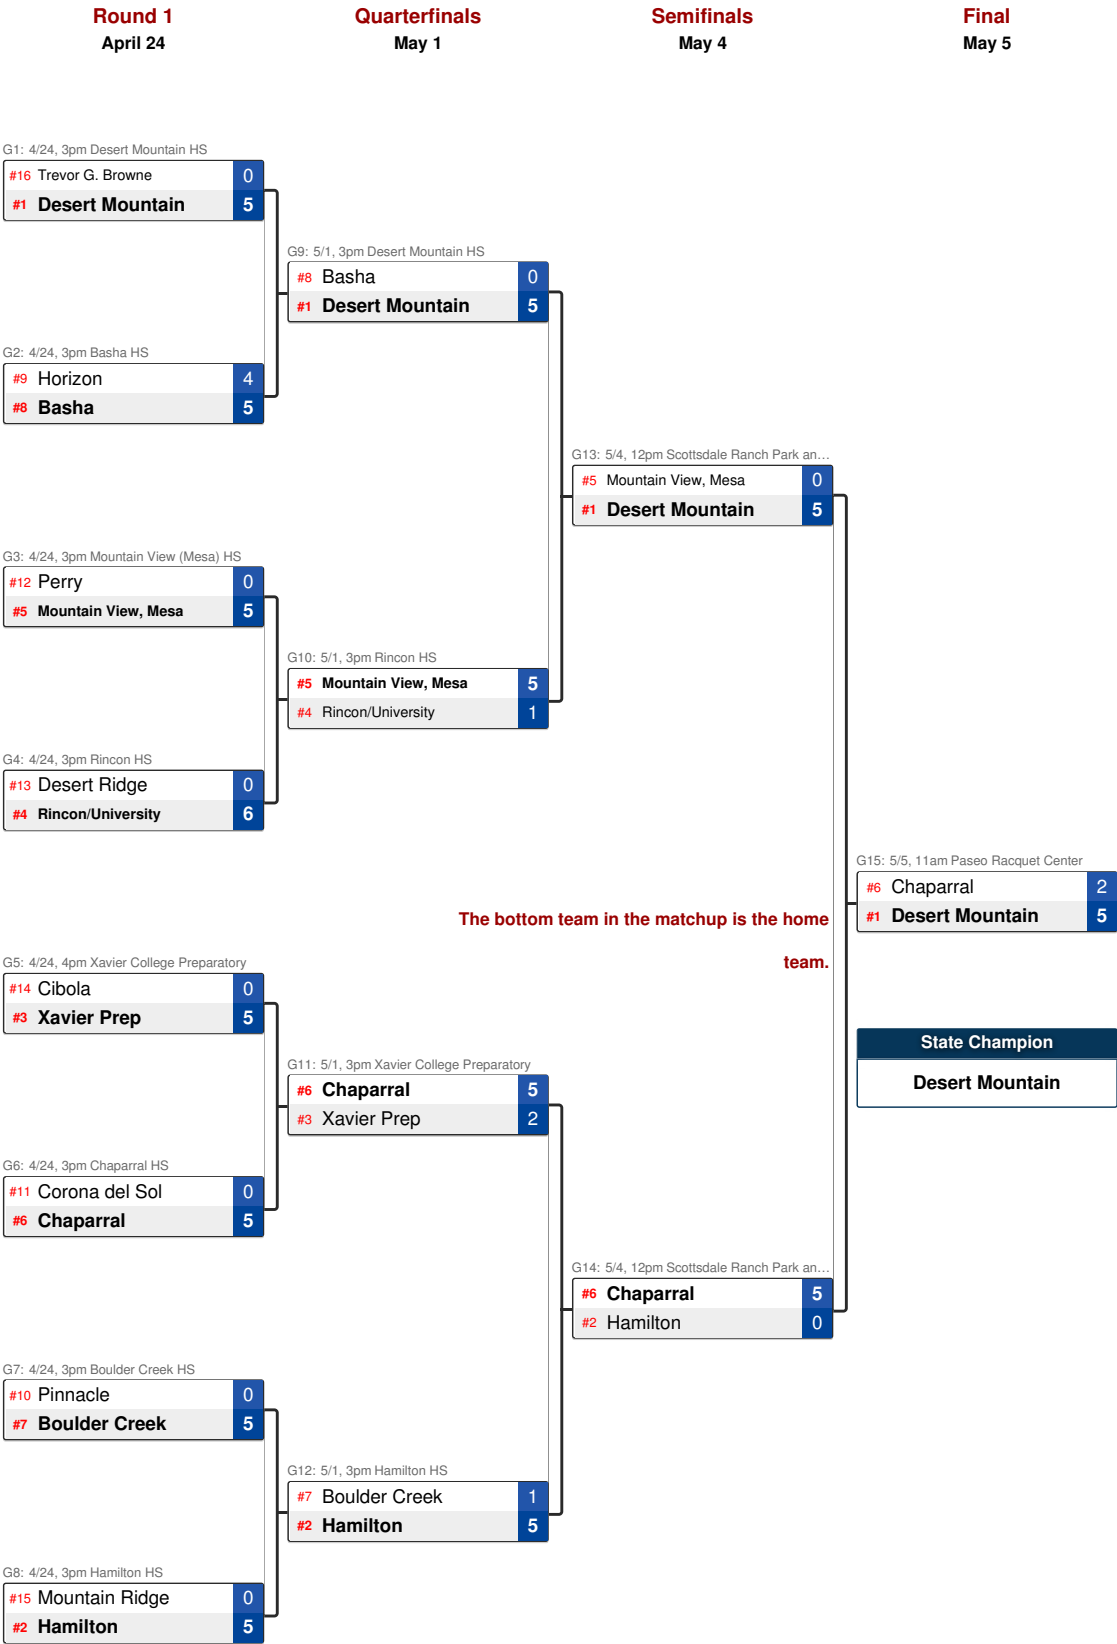 Round 1
April 24
Quarterfinals
May 1
Semifinals
May 4
Final
May 5
G1: 4/24, 3pm Desert Mountain HS
#16 Trevor G. Browne 0
#1 Desert Mountain 5
G2: 4/24, 3pm Basha HS
#9 Horizon 4
#8 Basha 5
G3: 4/24, 3pm Mountain View (Mesa) HS
#12 Perry 0
#5 Mountain View, Mesa 5
G4: 4/24, 3pm Rincon HS
#13 Desert Ridge 0
#4 Rincon/University 6
G5: 4/24, 4pm Xavier College Preparatory
#14 Cibola 0
#3 Xavier Prep 5
G6: 4/24, 3pm Chaparral HS
#11 Corona del Sol 0
#6 Chaparral 5
G7: 4/24, 3pm Boulder Creek HS
#10 Pinnacle 0
#7 Boulder Creek 5
G8: 4/24, 3pm Hamilton HS
#15 Mountain Ridge 0
#2 Hamilton 5
G9: 5/1, 3pm Desert Mountain HS
#8 Basha 0
#1 Desert Mountain 5
G10: 5/1, 3pm Rincon HS
#5 Mountain View, Mesa 5
#4 Rincon/University 1
G11: 5/1, 3pm Xavier College Preparatory
#6 Chaparral 5
#3 Xavier Prep 2
G12: 5/1, 3pm Hamilton HS
#7 Boulder Creek 1
#2 Hamilton 5
G13: 5/4, 12pm Scottsdale Ranch Park an...
#5 Mountain View, Mesa 0
#1 Desert Mountain 5
The bottom team in the matchup is the home
team.
G14: 5/4, 12pm Scottsdale Ranch Park an...
#6 Chaparral 5
#2 Hamilton 0
G15: 5/5, 11am Paseo Racquet Center
#6 Chaparral 2
#1 Desert Mountain 5
State Champion
Desert Mountain